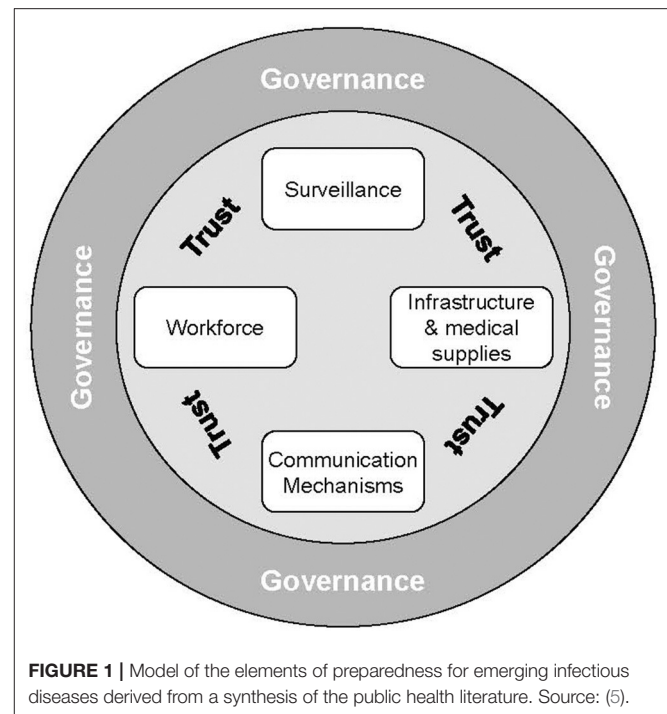 Governance
Surveillance
Trust
Trust
Governance
Governance
Workforce
Infrastructure
& medical
supplies
Trust
Trust
Communication
Mechanisms
Governance
FIGURE 1 | Model of the elements of preparedness for emerging infectious
diseases derived from a synthesis of the public health literature. Source: (5).